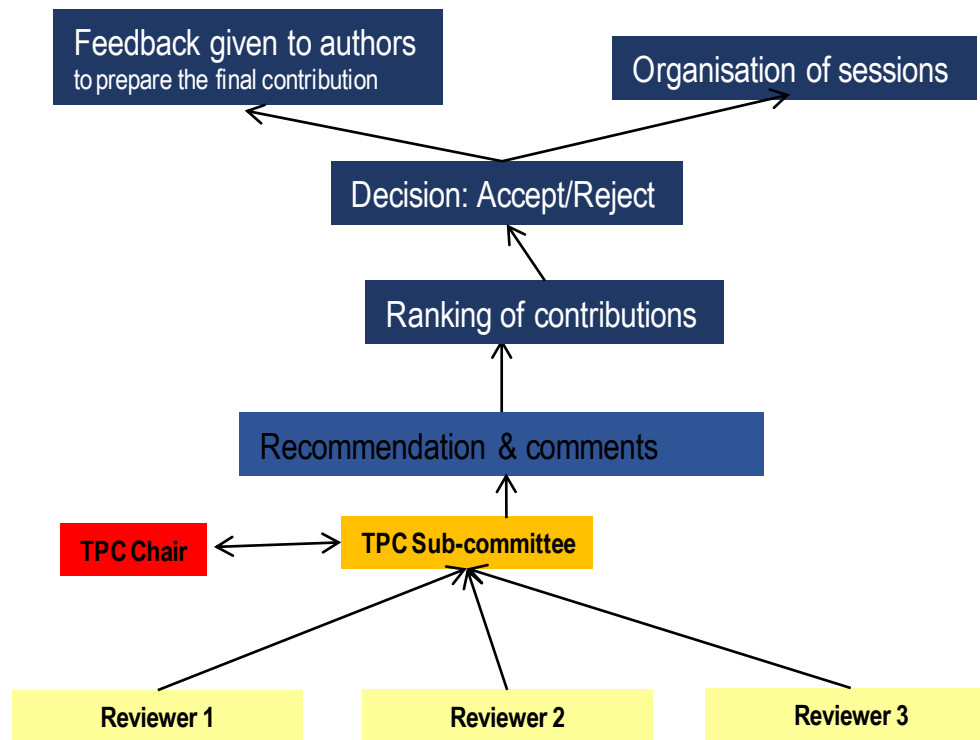 Feedback given to authors
to prepare the final contribution
Organisation of sessions
Decision: Accept/Reject
Ranking of contributions
Recommendation & comments
TPC Chair
TPC Sub-committee
Reviewer 1
Reviewer 2
Reviewer 3